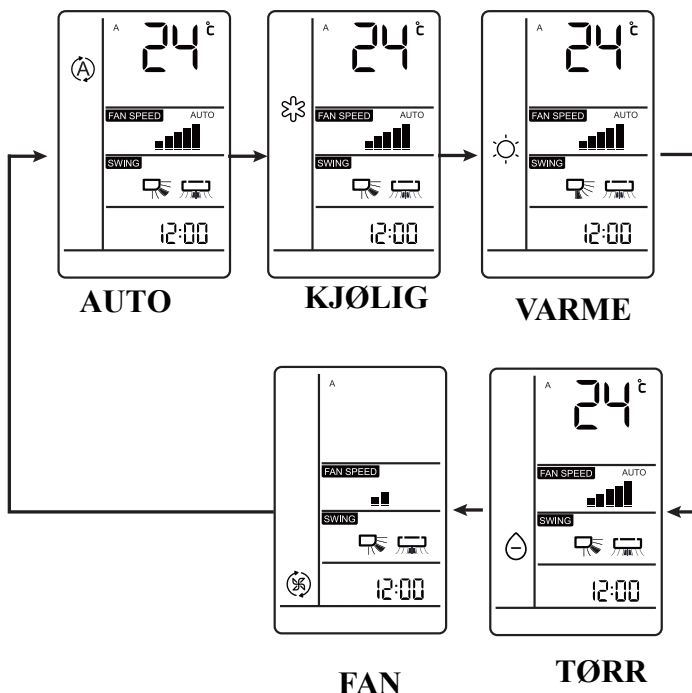 A 24 °c
FAN SPEED AUTO
SWING
12:00
AUTO
A 24 °c
FAN SPEED AUTO
SWING
12:00
KJØLIG
A 24 °c
FAN SPEED AUTO
SWING
12:00
VARME
A
FAN SPEED
SWING
12:00
FAN
A 24 °c
FAN SPEED AUTO
SWING
12:00
TØRR